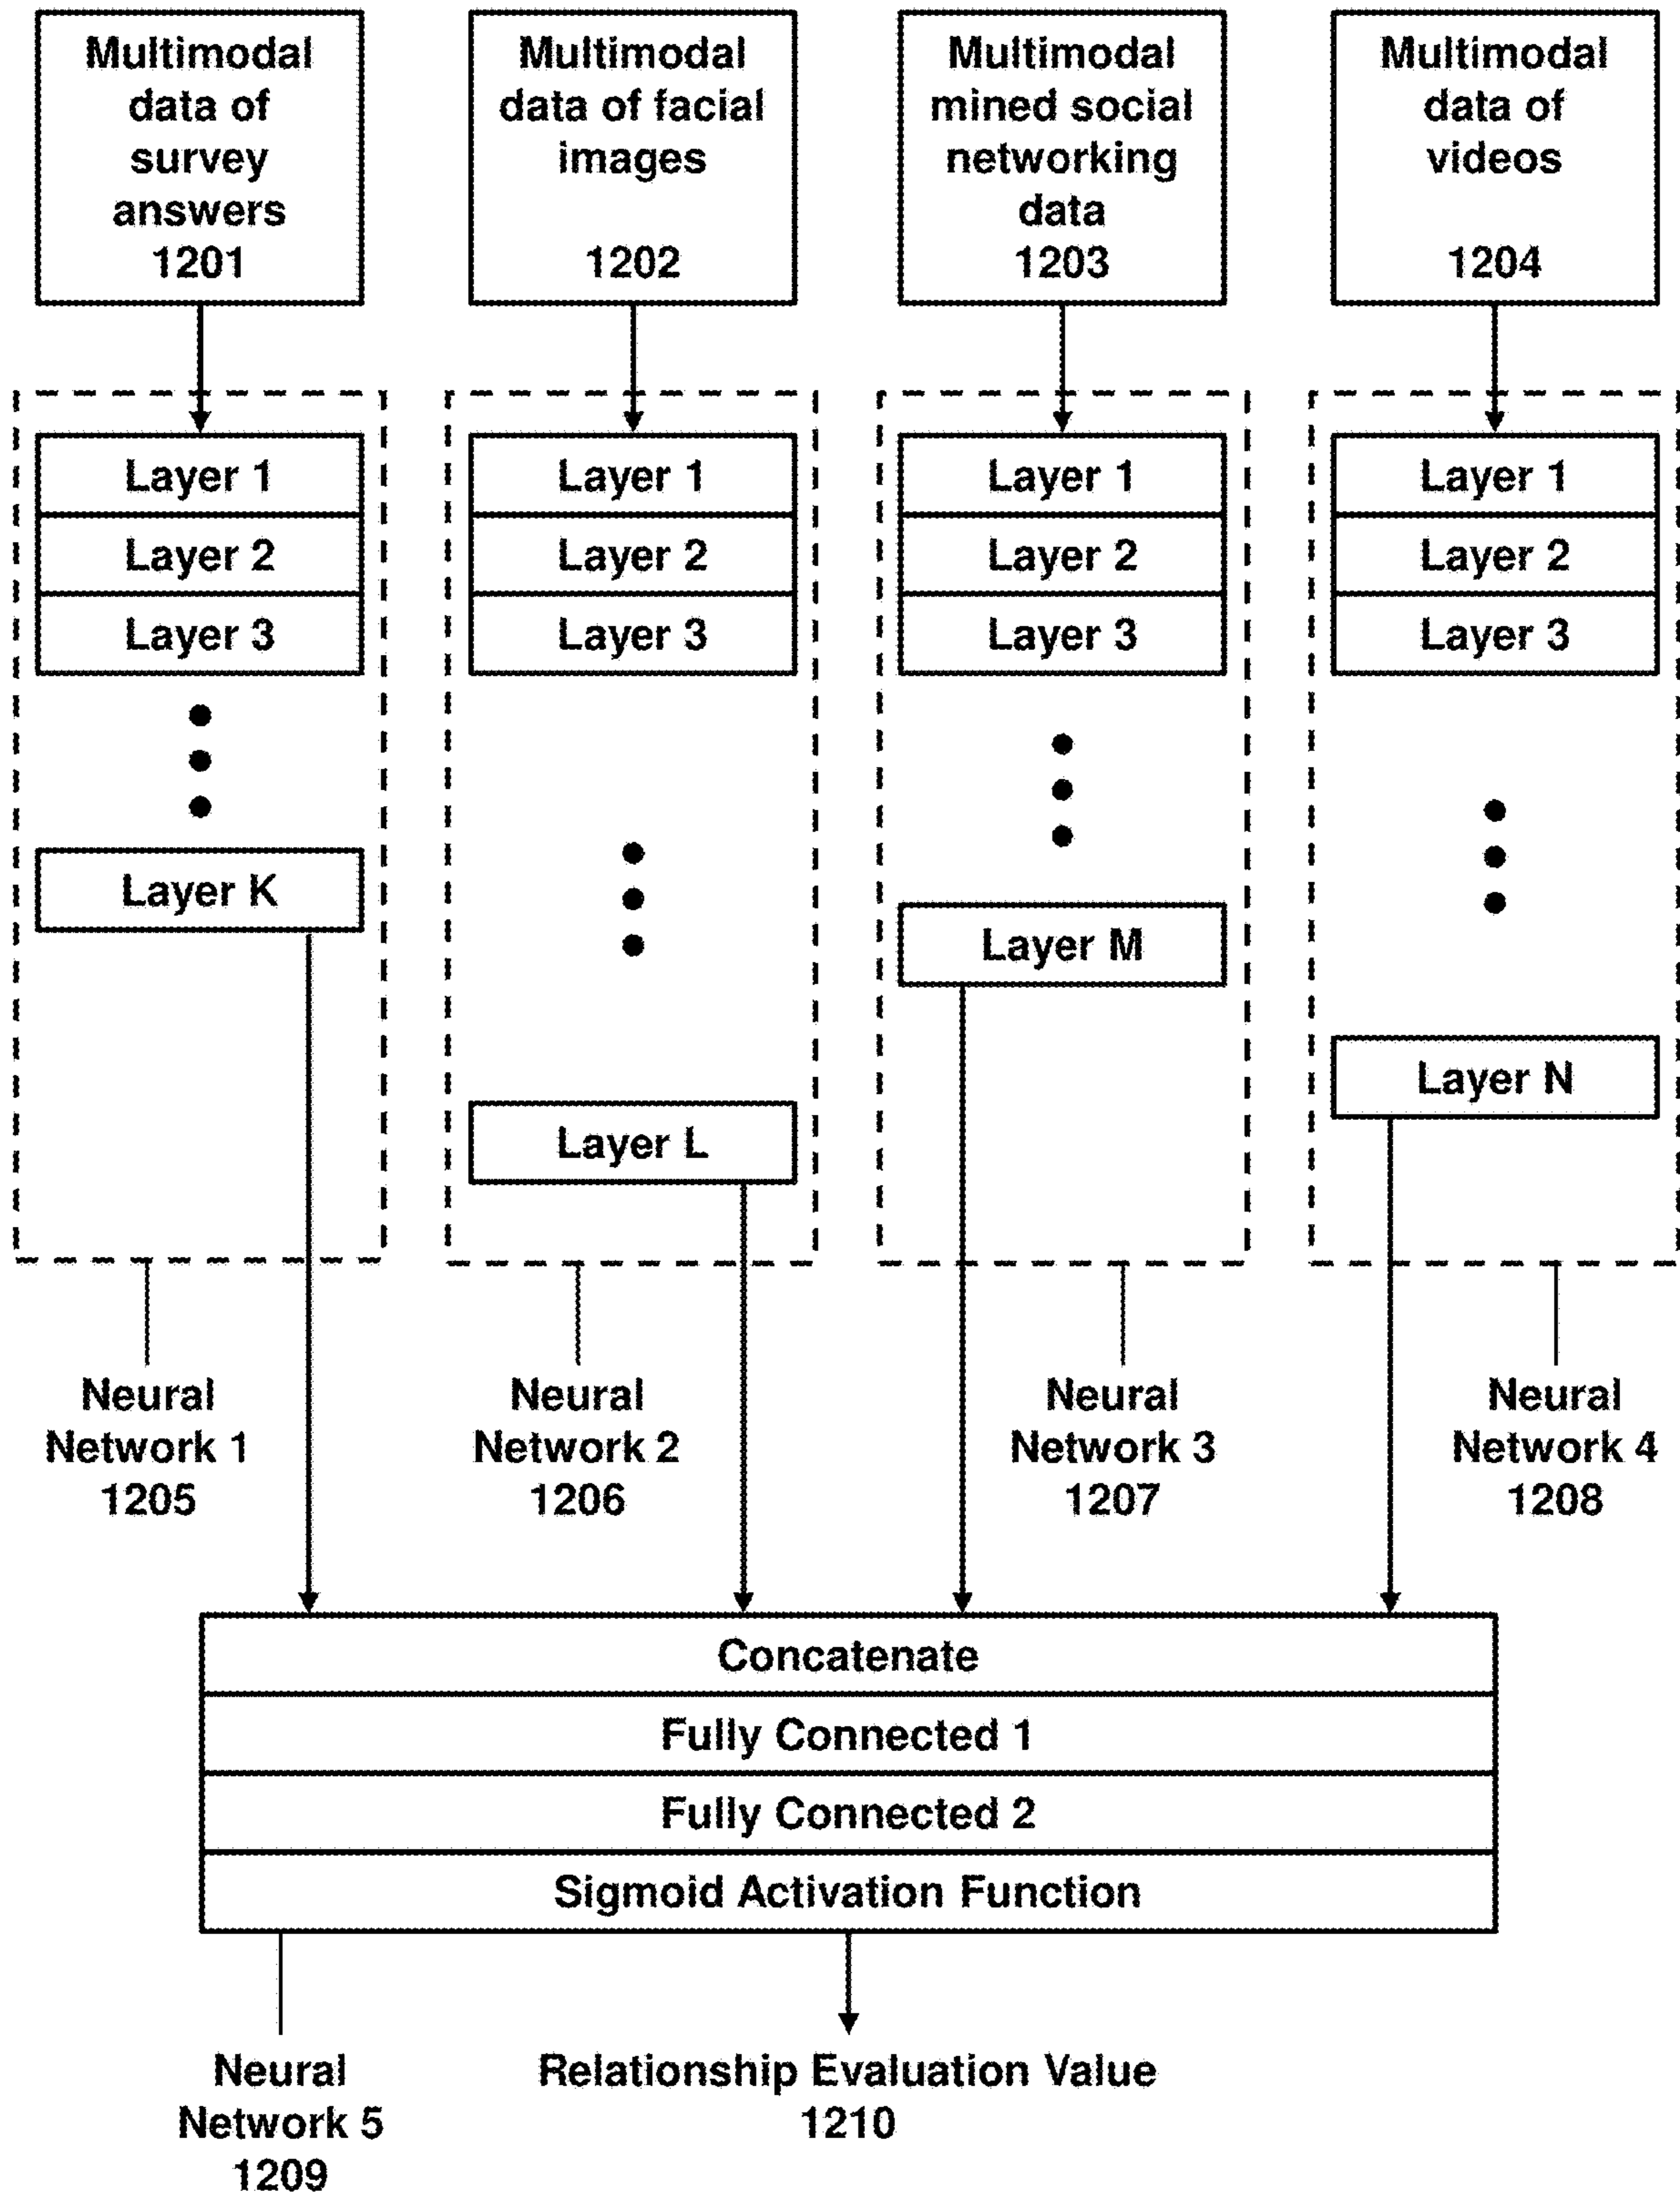 Multimodal
data of
survey
answers
1201
Multimodal
data of facial
images
1202
Multimodal
mined social
networking
data
1203
Multimodal
data of
videos
1204
Layer 1
Layer 2
Layer 3
Layer K
Layer 1
Layer 2
Layer 3
Layer L
Layer 1
Layer 2
Layer 3
Layer M
Layer 1
Layer 2
Layer 3
Layer N
Neural
Network 1
1205
Neural
Network 2
1206
Neural
Network 3
1207
Neural
Network 4
1208
Concatenate
Fully Connected 1
Fully Connected 2
Sigmoid Activation Function
Neural
Network 5
1209
Relationship Evaluation Value
1210